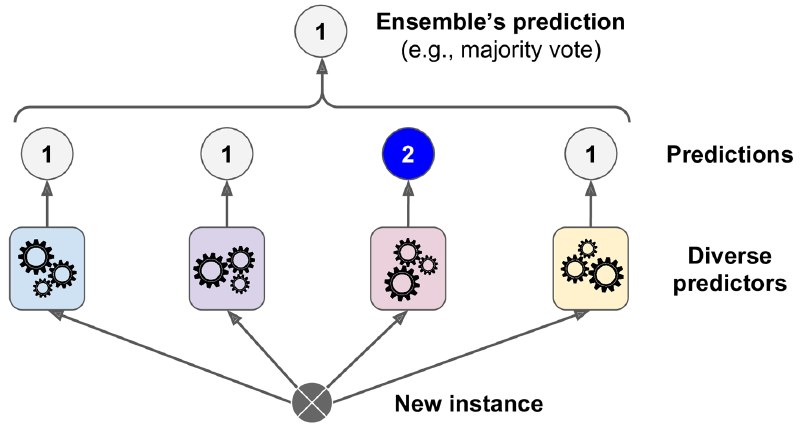 1
Ensemble's prediction
(e.g., majority vote)
1 1 2 1 Predictions
Diverse
predictors
New instance